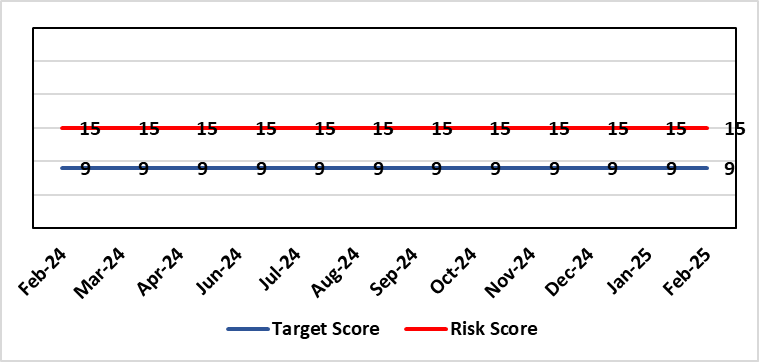 15 15 15 15 15 15 15 15 15 15 15 15
9 9 9 9 9 9 9 9 9 9 9 9
Feb-24 Mar-24 Apr-24 Jun-24 Jul-24 Aug-24 Sep-24 Oct-24 Nov-24 Dec-24 Jan-25 Feb-25
Target Score Risk Score